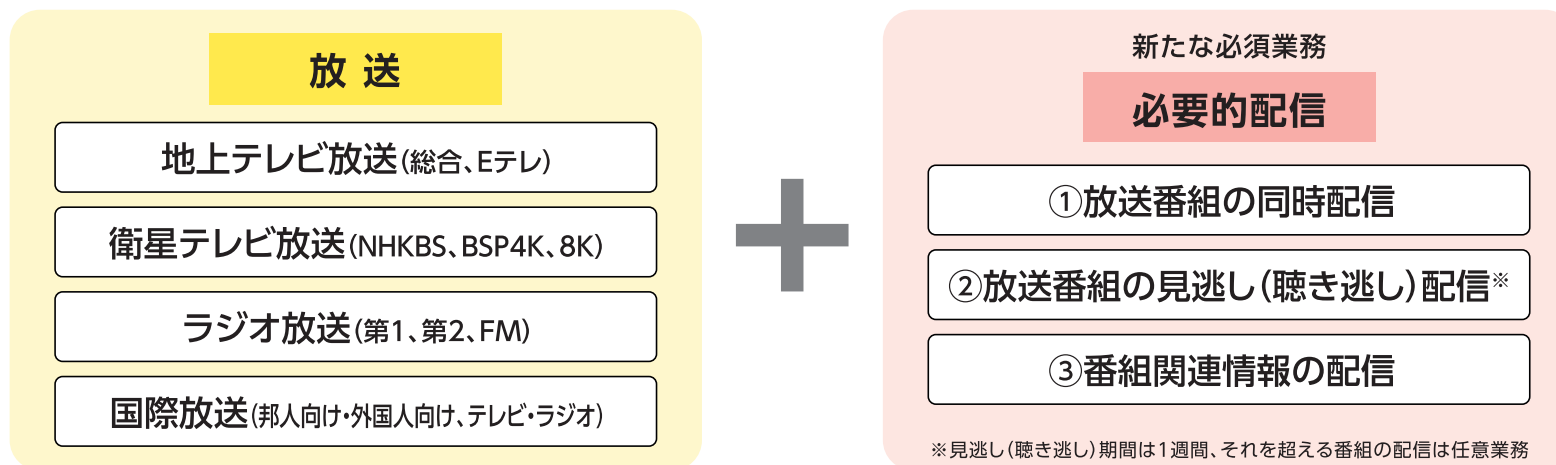 放送
地上テレビ放送(総合、Eテレ)
衛星テレビ放送(NHKBS、BSP4K、8K)
ラジオ放送(第1、第2、FM)
国際放送(邦人向け・外国人向け、テレビ・ラジオ)
新たな必須業務
必要的配信
①放送番組の同時配信
②放送番組の見逃し(聴き逃し)配信※
③番組関連情報の配信
※見逃し(聴き逃し)期間は1週間、それを超える番組の配信は任意業務